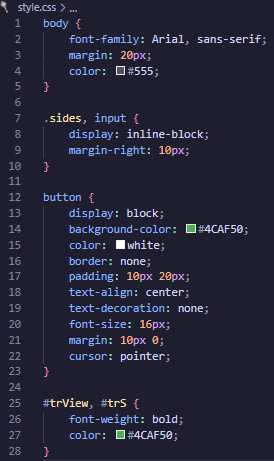 style.css > ...
1 body {
2     font-family: Arial, sans-serif;
3     margin: 20px;
4     color: #555;
5 }
6
7 .sides, input {
8     display: inline-block;
9     margin-right: 10px;
10 }
11
12 button {
13     display: block;
14     background-color: #4CAF50;
15     color: white;
16     border: none;
17     padding: 10px 20px;
18     text-align: center;
19     text-decoration: none;
20     font-size: 16px;
21     margin: 10px 0;
22     cursor: pointer;
23 }
24
25 #trView, #trS {
26     font-weight: bold;
27     color: #4CAF50;
28 }